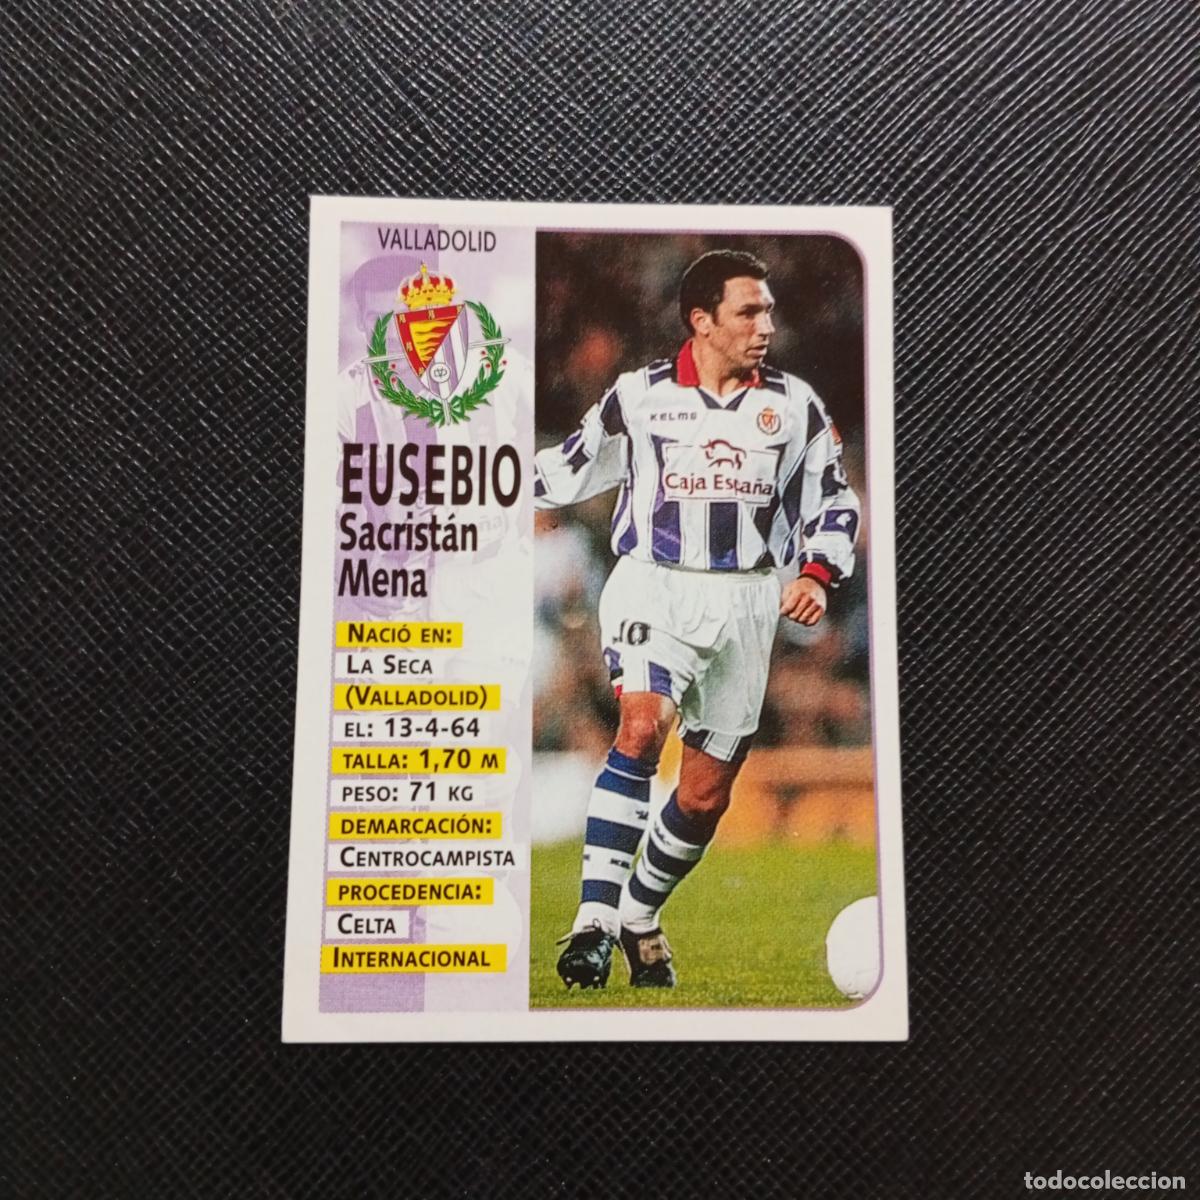 VALLADOLID
EUSEBIO
Sacristán
Mena
NACIÓ EN:
LA SECA
(VALLADOLID)
EL: 13-4-64
TALLA: 1,70 M
PESO: 71 KG
DEMARCACIÓN:
CENTROCAMPISTA
PROCEDENCIA:
CELTA
INTERNACIONAL
KELME
Caja España
10
todocoleccion